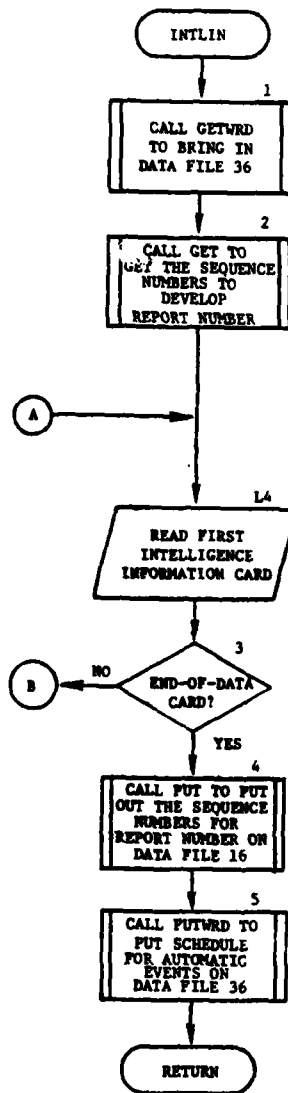 INTLIN
1
CALL GETWRD
TO BRING IN
DATA FILE 36
2
CALL GET TO
GET THE SEQUENCE
NUMBERS TO
DEVELOP
REPORT NUMBER
A
L4
READ FIRST
INTELLIGENCE
INFORMATION CARD
3
B
NO
END-OF-DATA
CARD?
YES
4
CALL PUT TO PUT
OUT THE SEQUENCE
NUMBERS FOR
REPORT NUMBER ON
DATA FILE 16
5
CALL PUTWRD TO
PUT SCHEDULE
FOR AUTOMATIC
EVENTS ON
DATA FILE 36
RETURN